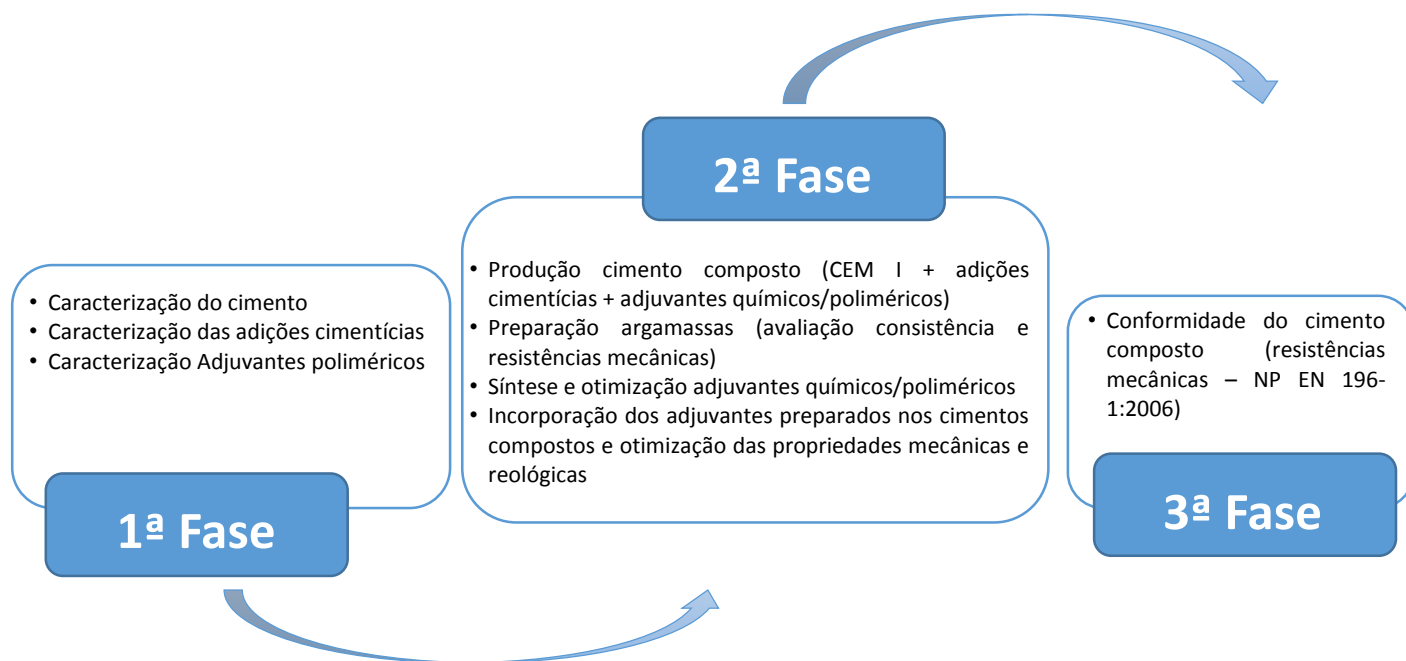 2ª Fase
• Produção cimento composto (CEM I + adições
cimentícias + adjuvantes químicos/poliméricos)
• Preparação argamassas (avaliação consistência e
resistências mecânicas)
• Síntese e otimização adjuvantes químicos/poliméricos
• Incorporação dos adjuvantes preparados nos cimentos
compostos e otimização das propriedades mecânicas e
reológicas
• Caracterização do cimento
• Caracterização das adições cimentícias
• Caracterização Adjuvantes poliméricos
1ª Fase
• Conformidade do cimento
composto (resistências
mecânicas – NP EN 196-
1:2006)
3ª Fase